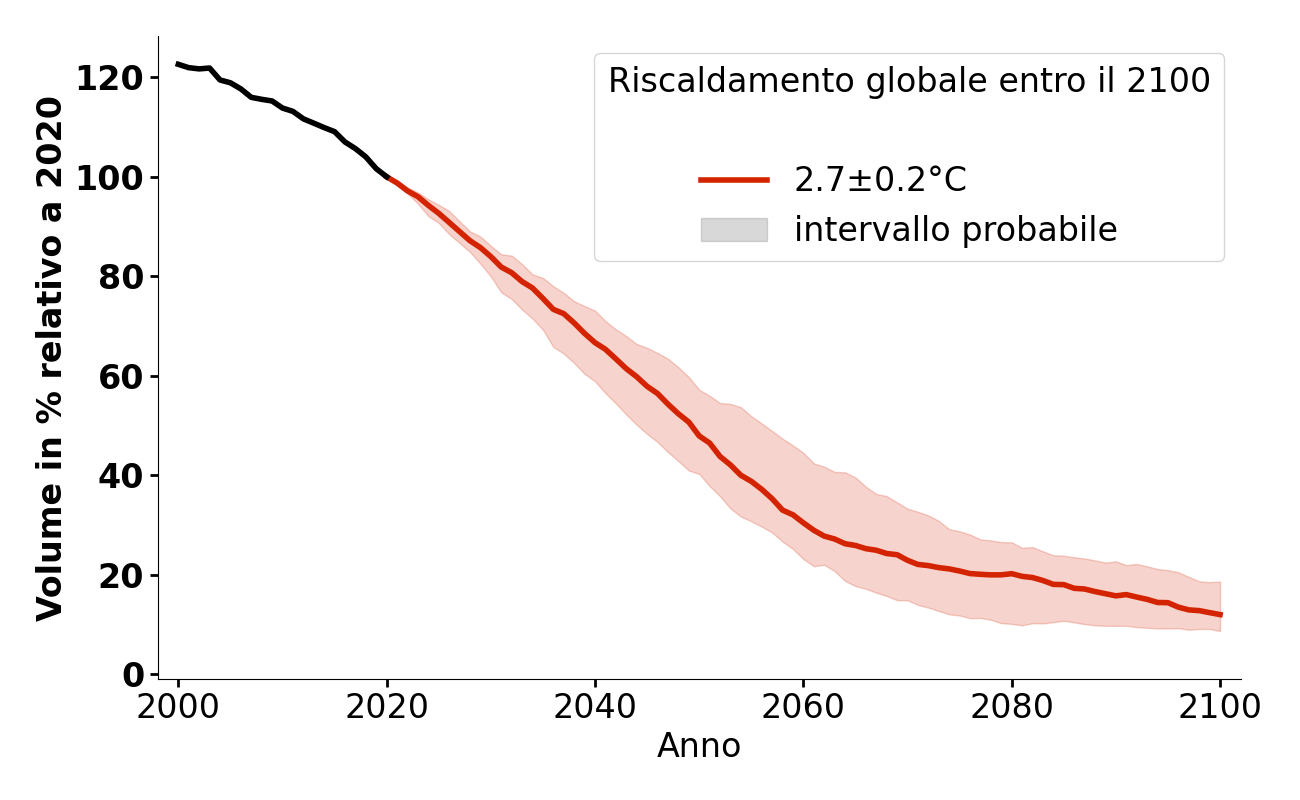 Riscaldamento globale entro il 2100
2.7±0.2°C
intervallo probabile
Volume in % relativo a 2020
120
100
80
60
40
20
0
2000 2020 2040 2060 2080 2100
Anno